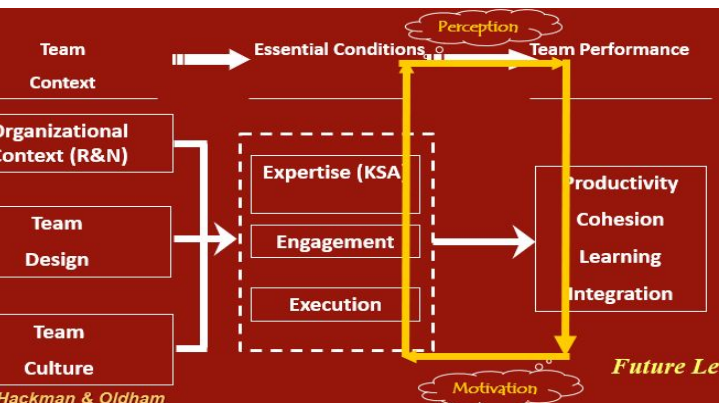 Perception
Team
Context
Essential Conditions
Team Performance
Organizational
Context (R&N)
Team
Design
Team
Culture
Expertise (KSA)
Engagement
Execution
Productivity
Cohesion
Learning
Integration
Future Le
Motivation
Hackman & Oldham